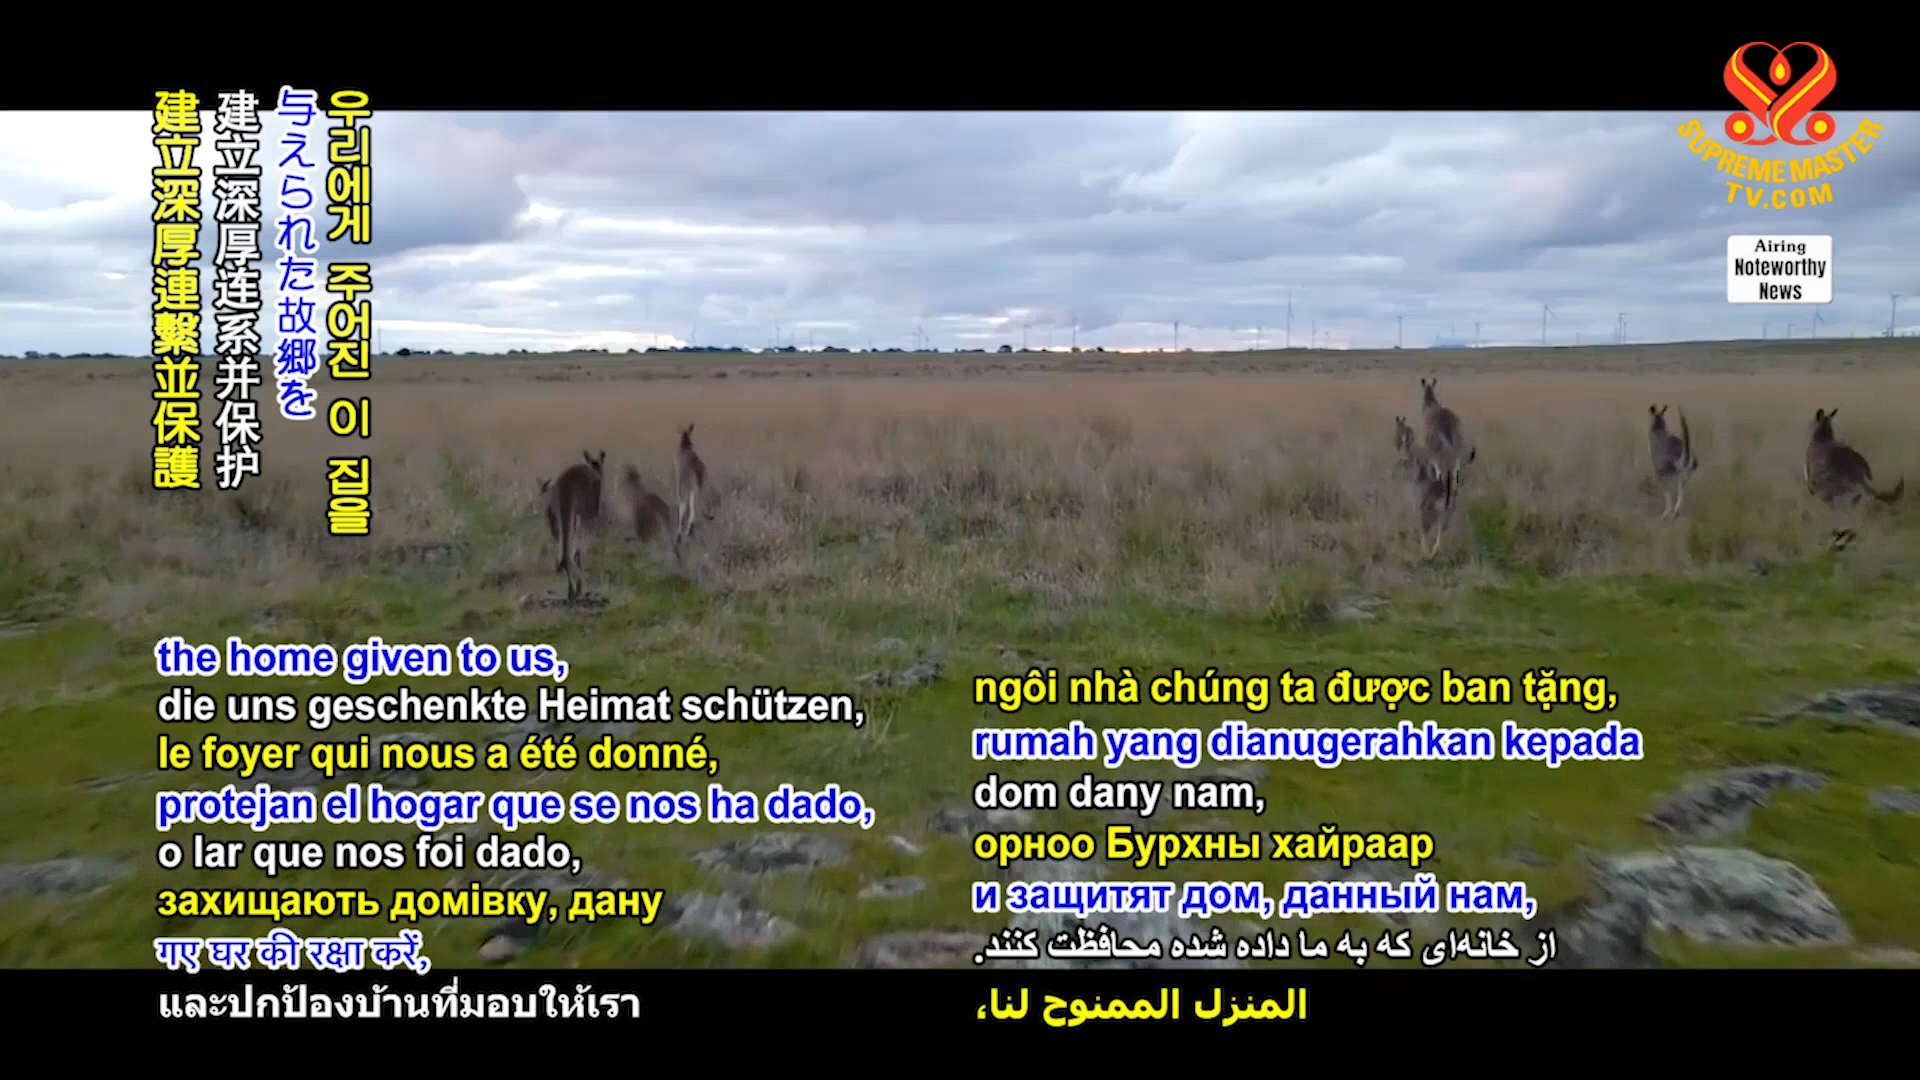 建立深厚連繫並保護
建立深厚连系并保护
与えられた故郷を
우리에게 주어진 이 집을
SUPREME MASTER
TV.COM
Airing
Noteworthy
News
the home given to us,
die uns geschenkte Heimat schützen,
le foyer qui nous a été donné,
protejan el hogar que se nos ha dado,
o lar que nos foi dado,
захищають домівку, дану
गए घर की रक्षा करें,
และปกป้องบ้านที่มอบให้เรา
ngôi nhà chúng ta được ban tặng,
rumah yang dianugerahkan kepada
dom dany nam,
орноо Бурхны хайраар
и защитят дом, данный нам,
از خانه‌ای که به ما داده شده محافظت کنند.
المنزل الممنوح لنا،